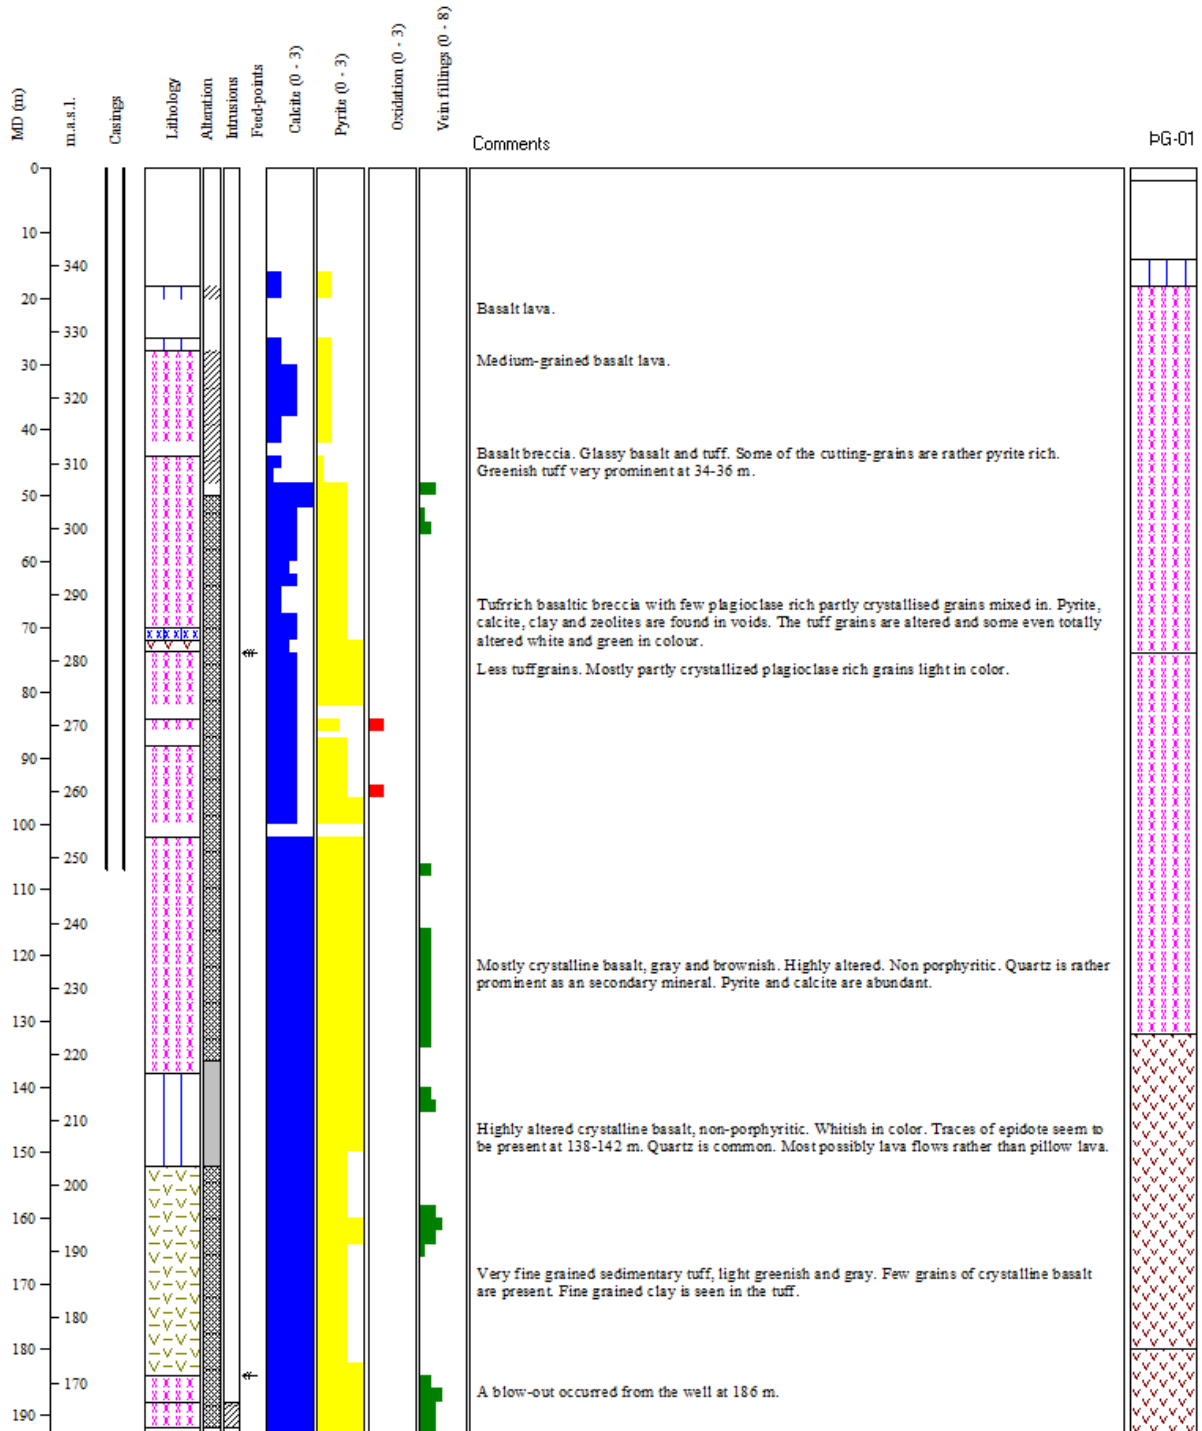 MD (m)
m.a.s.l.
Casings
Lithology
Alteration
Intrusions
Feed-points
Calcite (0 - 3)
Pyrite (0 - 3)
Oxidation (0 - 3)
Vein fillings (0 - 8)
Comments
ÞG-01
0
10
340
20
330
30
320
40
310
50
300
60
290
70
280
80
270
90
260
100
250
110
240
120
230
130
220
140
210
150
200
160
190
170
180
180
170
190
Basalt lava.
Medium-grained basalt lava.
Basalt breccia. Glassy basalt and tuff. Some of the cutting-grains are rather pyrite rich.
Greenish tuff very prominent at 34-36 m.
Tuffrich basaltic breccia with few plagioclase rich partly crystallised grains mixed in. Pyrite,
calcite, clay and zeolites are found in voids. The tuff grains are altered and some even totally
altered white and green in colour.
Less tuffgrains. Mostly partly crystallized plagioclase rich grains light in color.
Mostly crystalline basalt, gray and brownish. Highly altered. Non porphyritic. Quartz is rather
prominent as an secondary mineral. Pyrite and calcite are abundant.
Highly altered crystalline basalt, non-porphyritic. Whitish in color. Traces of epidote seem to
be present at 138-142 m. Quartz is common. Most possibly lava flows rather than pillow lava.
Very fine grained sedimentary tuff, light greenish and gray. Few grains of crystalline basalt
are present. Fine grained clay is seen in the tuff.
A blow-out occurred from the well at 186 m.